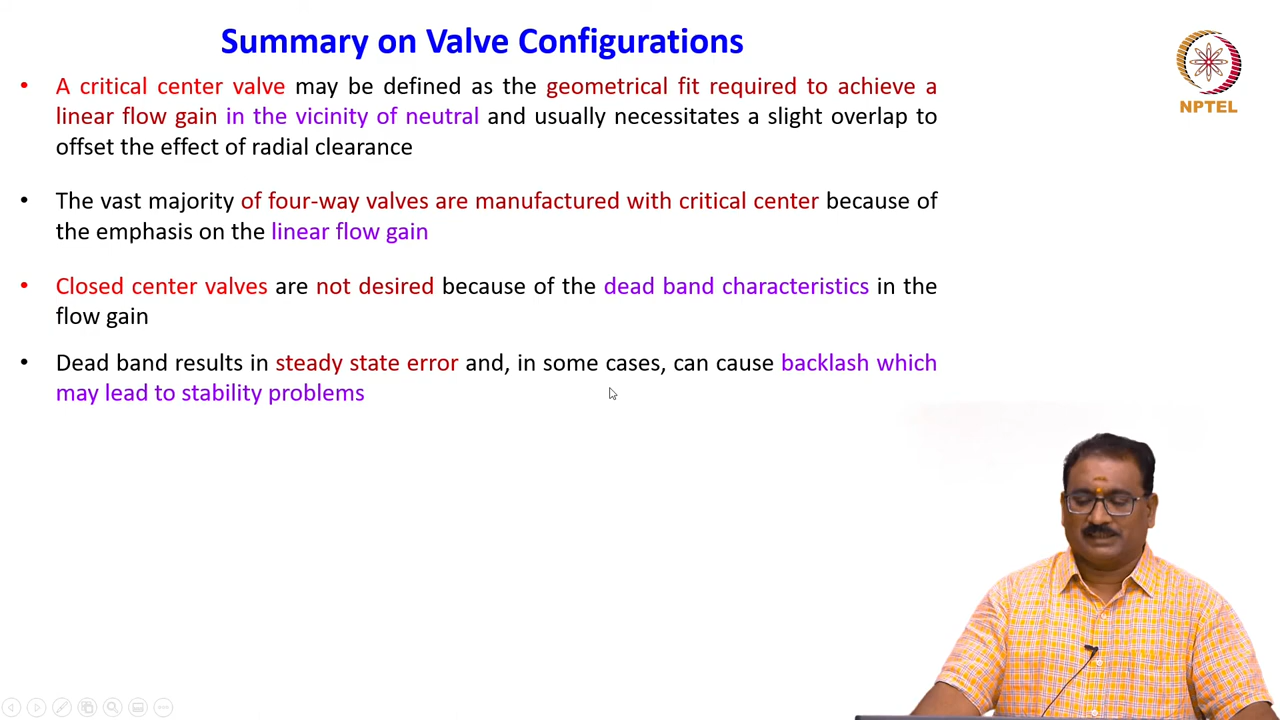 Summary on Valve Configurations
NPTEL
• A critical center valve may be defined as the geometrical fit required to achieve a
linear flow gain in the vicinity of neutral and usually necessitates a slight overlap to
offset the effect of radial clearance
• The vast majority of four-way valves are manufactured with critical center because of
the emphasis on the linear flow gain
• Closed center valves are not desired because of the dead band characteristics in the
flow gain
• Dead band results in steady state error and, in some cases, can cause backlash which
may lead to stability problems